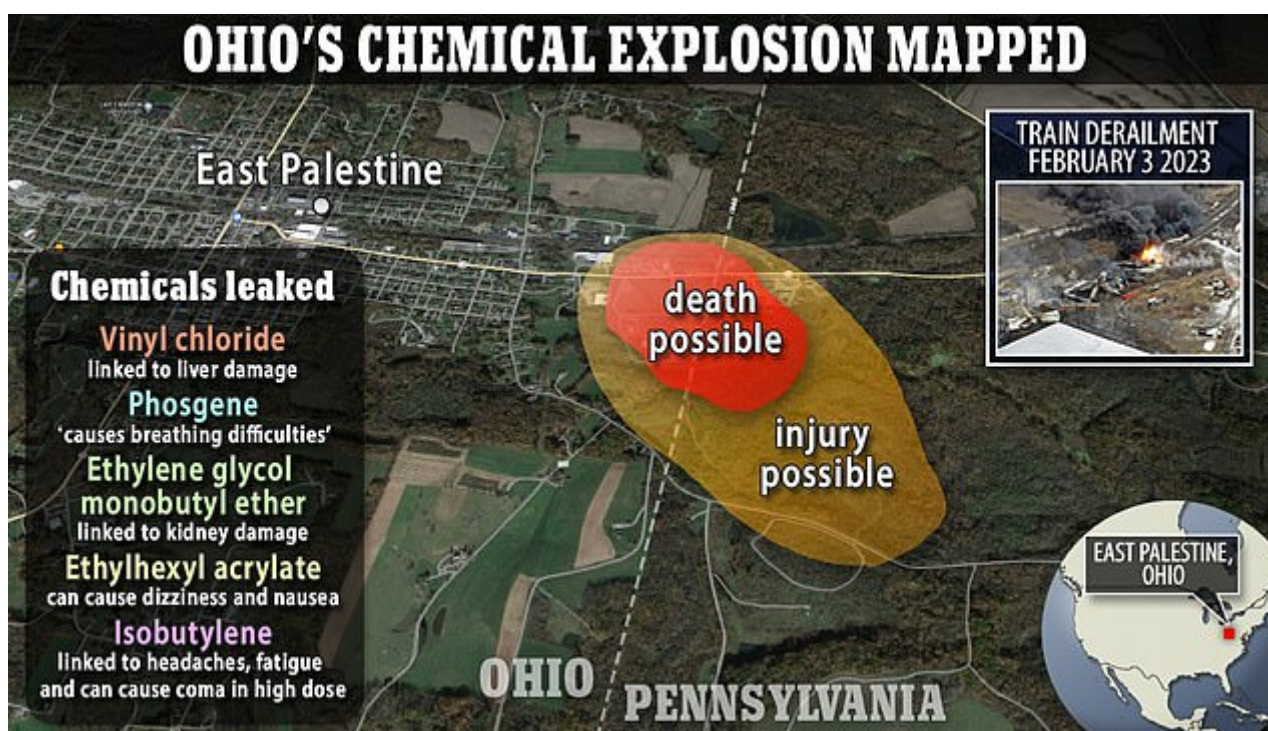 OHIO'S CHEMICAL EXPLOSION MAPPED
East Palestine
TRAIN DERAILMENT
FEBRUARY 3 2023
Chemicals leaked
Vinyl chloride
linked to liver damage
Phosgene
'causes breathing difficulties'
Ethylene glycol
monobutyl ether
linked to kidney damage
Ethylhexyl acrylate
can cause dizziness and nausea
Isobutylene
linked to headaches, fatigue
and can cause coma in high dose
death
possible
injury
possible
EAST PALESTINE,
OHIO
OHIO
PENNSYLVANIA